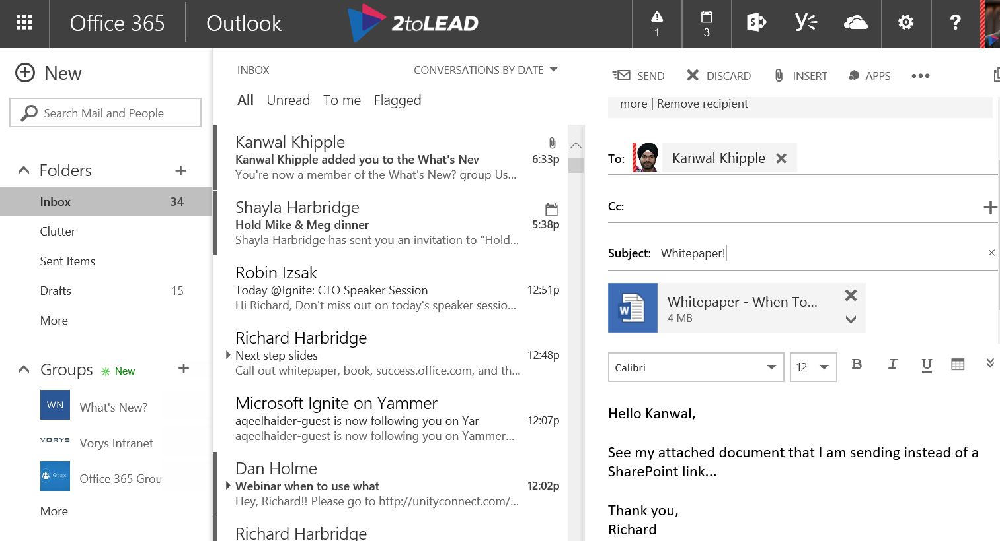 Office 365
Outlook
2toLEAD
1
3
S
?
New
Search Mail and People
Folders
Inbox 34
Clutter
Sent Items
Drafts 15
More
Groups New
WN What's New?
VORYS Vorys Intranet
Groups Office 365 Grou
More
INBOX CONVERSATIONS BY DATE
All Unread To me Flagged
Kanwal Khipple
Kanwal Khipple added you to the What's Nev 6:33p
You're now a member of the What's New? group Us...
Shayla Harbridge
Hold Mike & Meg dinner 5:38p
Shayla Harbridge has sent you an invitation to "Hold...
Robin Izsak
Today @Ignite: CTO Speaker Session 12:51p
Hi Richard, Don't miss out on today's speaker sessio...
Richard Harbridge
Next step slides 12:48p
Call out whitepaper, book, success.office.com, and th...
Microsoft Ignite on Yammer
aqeelhaider-guest is now following you on Yar 12:07p
aqeelhaider-guest is now following you on Yammer...
Dan Holme
Webinar when to use what 12:02p
Hey, Richard!! Please go to http://unityconnect.com/...
Richard Harbridge
SEND DISCARD INSERT APPS
more | Remove recipient
To: Kanwal Khipple
Cc:
Subject: Whitepaper!
W
Whitepaper - When To...
4 MB
Calibri 12 B I U
Hello Kanwal,
See my attached document that I am sending instead of a
SharePoint link...
Thank you,
Richard